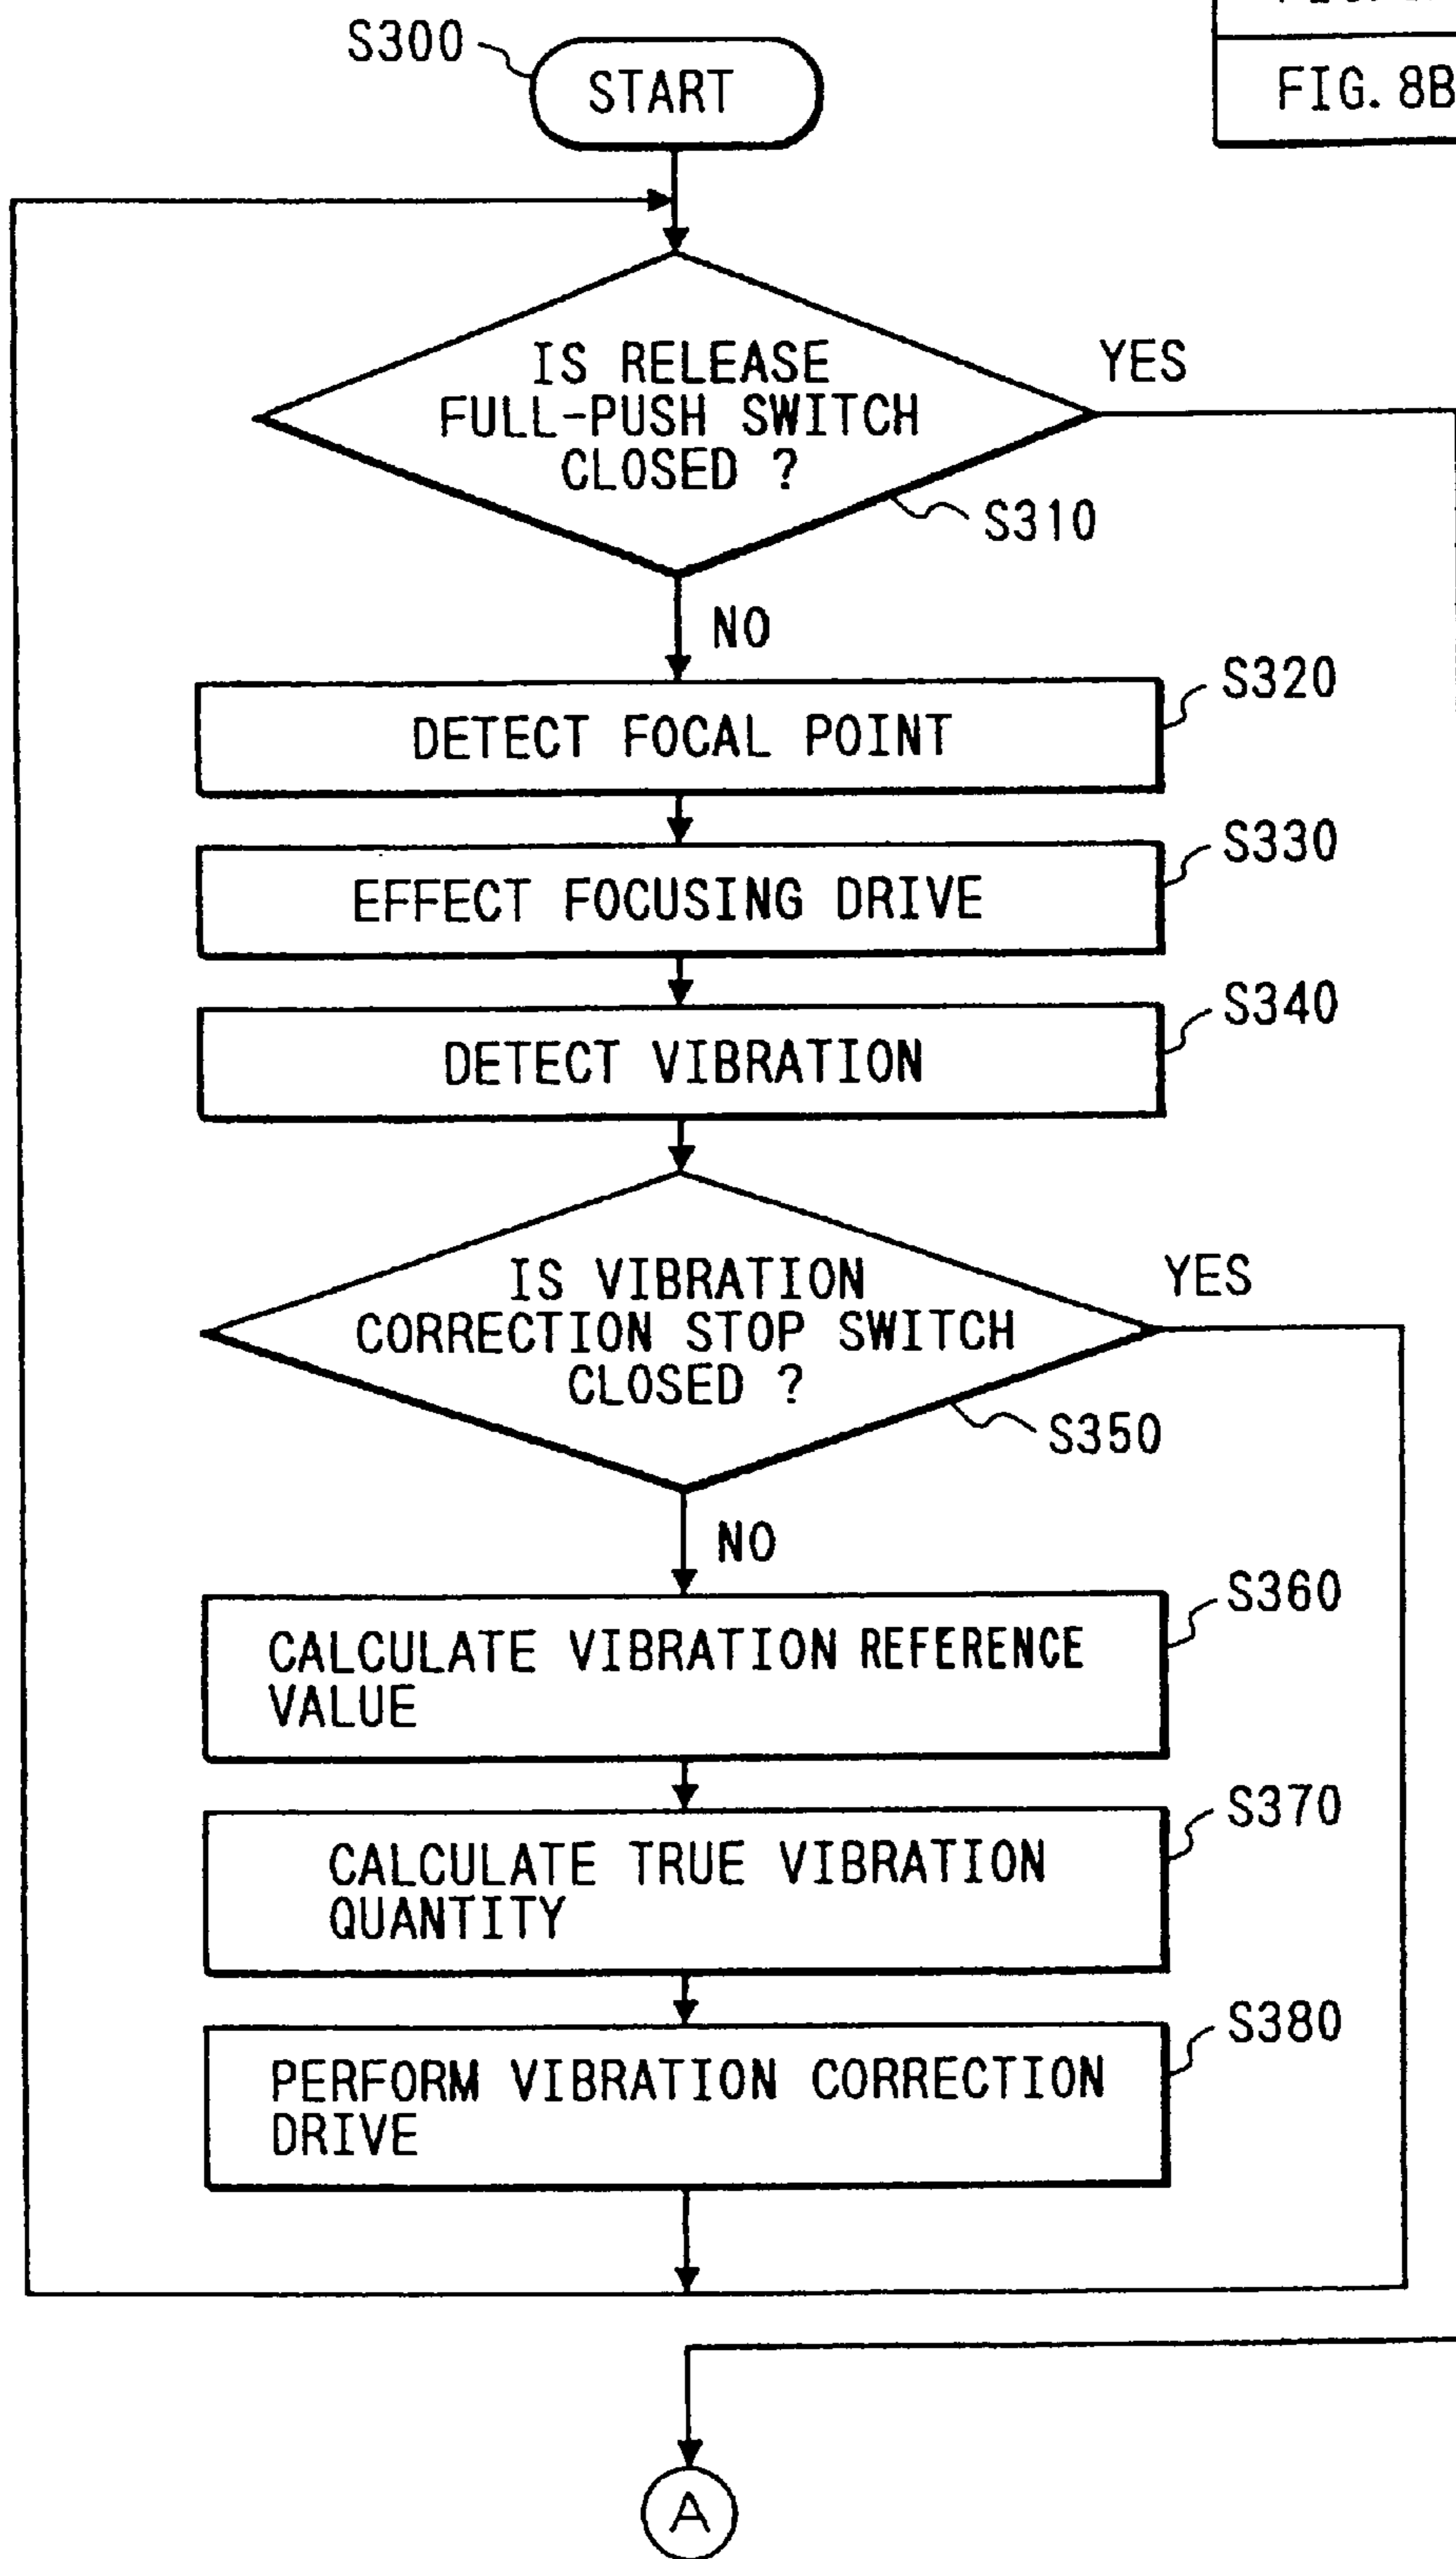 S300
START
FIG. 8B
IS RELEASE
FULL-PUSH SWITCH
CLOSED ?
YES
S310
NO
S320
DETECT FOCAL POINT
S330
EFFECT FOCUSING DRIVE
S340
DETECT VIBRATION
IS VIBRATION
CORRECTION STOP SWITCH
CLOSED ?
YES
S350
NO
S360
CALCULATE VIBRATION REFERENCE
VALUE
S370
CALCULATE TRUE VIBRATION
QUANTITY
S380
PERFORM VIBRATION CORRECTION
DRIVE
A